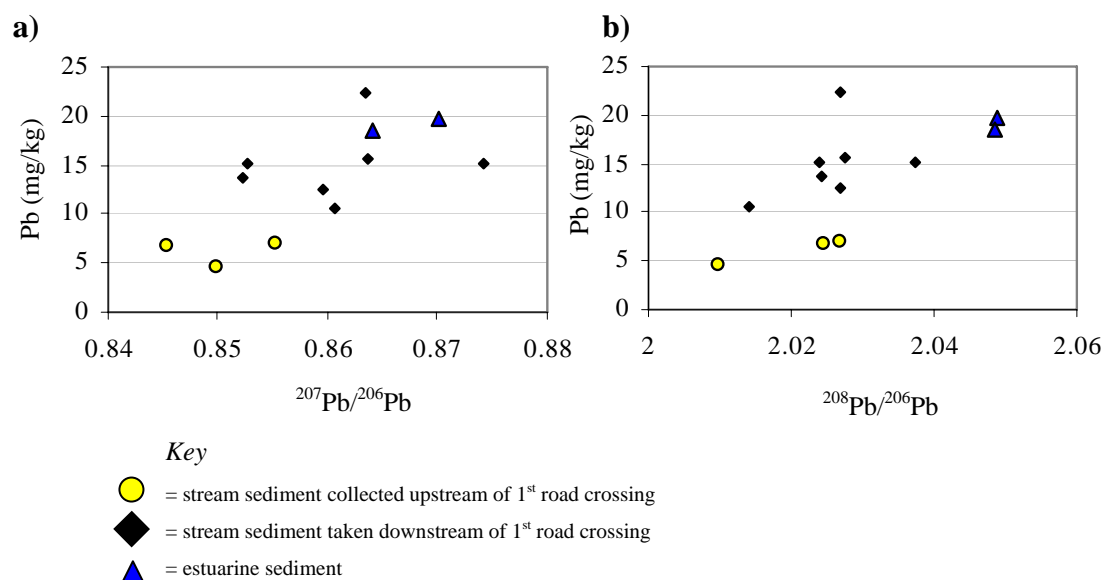 a)
25
20
15
10
5
0
Pb (mg/kg)
0.84 0.85 0.86 0.87 0.88
²⁰⁷Pb/²⁰⁶Pb
b)
25
20
15
10
5
0
Pb (mg/kg)
2 2.02 2.04 2.06
²⁰⁸Pb/²⁰⁶Pb
Key
= stream sediment collected upstream of 1ˢᵗ road crossing
= stream sediment taken downstream of 1ˢᵗ road crossing
= estuarine sediment